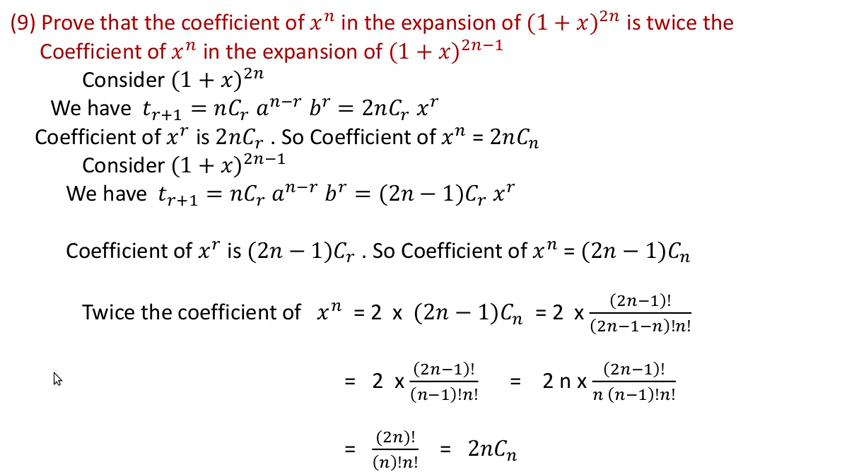 (9) Prove that the coefficient of xⁿ in the expansion of (1 + x)²ⁿ is twice the
Coefficient of xⁿ in the expansion of (1 + x)²ⁿ⁻¹
Consider (1 + x)²ⁿ
We have tᵣ₊₁ = nCᵣ aⁿ⁻ʳ bʳ = 2nCᵣ xʳ
Coefficient of xʳ is 2nCᵣ . So Coefficient of xⁿ = 2nCₙ
Consider (1 + x)²ⁿ⁻¹
We have tᵣ₊₁ = nCᵣ aⁿ⁻ʳ bʳ = (2n − 1)Cᵣ xʳ
Coefficient of xʳ is (2n − 1)Cᵣ . So Coefficient of xⁿ = (2n − 1)Cₙ
Twice the coefficient of xⁿ = 2 x (2n − 1)Cₙ = 2 x (2n−1)!/(2n−1−n)!n!
= 2 x (2n−1)!/(n−1)!n! = 2 n x (2n−1)!/n (n−1)!n!
= (2n)!/(n)!n! = 2nCₙ